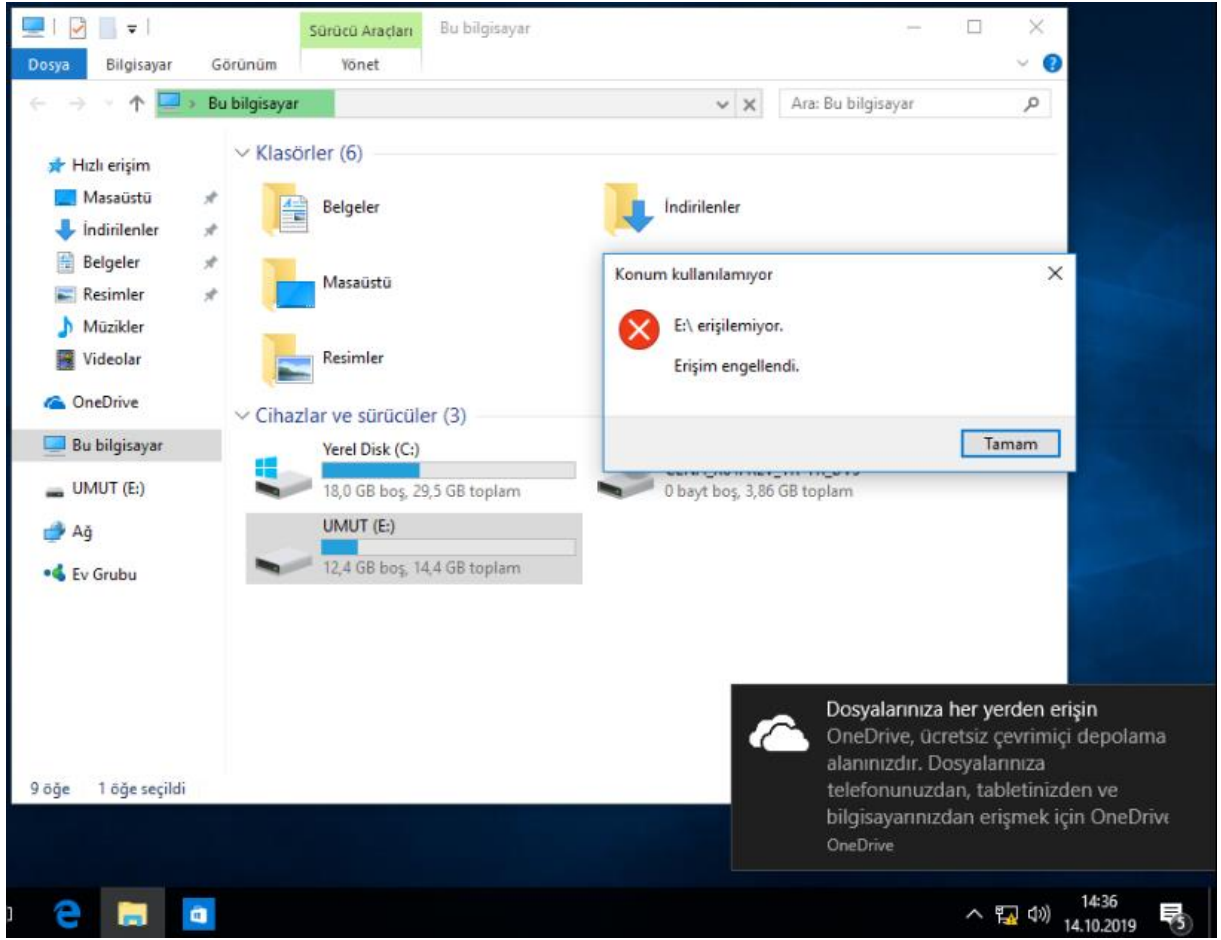 Sürücü Araçları
Bu bilgisayar
Dosya
Bilgisayar
Görünüm
Yönet
Bu bilgisayar
Ara: Bu bilgisayar
Hızlı erişim
Masaüstü
İndirilenler
Belgeler
Resimler
Müzikler
Videolar
OneDrive
Bu bilgisayar
UMUT (E:)
Ağ
Ev Grubu
Klasörler (6)
Belgeler
İndirilenler
Masaüstü
Resimler
Cihazlar ve sürücüler (3)
Yerel Disk (C:)
18,0 GB boş, 29,5 GB toplam
0 bayt boş, 3,86 GB toplam
UMUT (E:)
12,4 GB boş, 14,4 GB toplam
Konum kullanılamıyor
E:\ erişilemiyor.
Erişim engellendi.
Tamam
9 öğe 1 öğe seçildi
Dosyalarınıza her yerden erişin
OneDrive, ücretsiz çevrimiçi depolama
alanınızdır. Dosyalarınıza
telefonunuzdan, tabletinizden ve
bilgisayarınızdan erişmek için OneDrive
OneDrive
14:36
14.10.2019
5